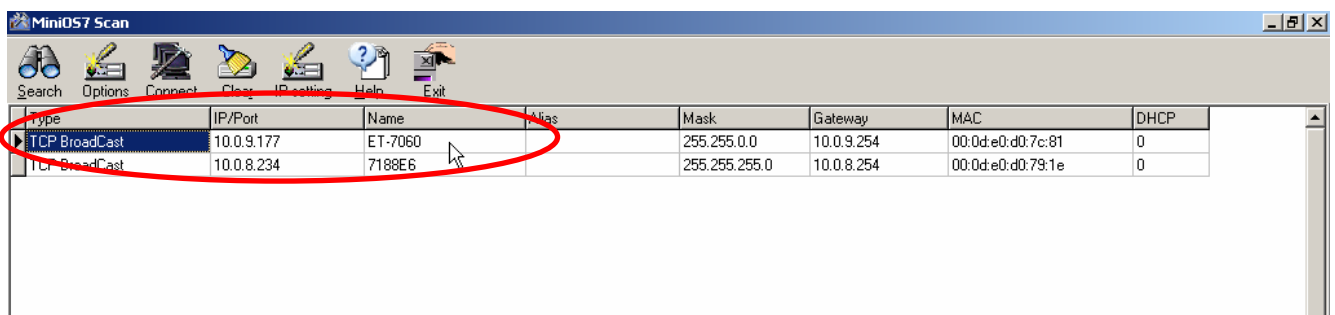 MiniOS7 Scan
Search Options Connect Clear IP setting Help Exit
Type IP/Port Name Alias Mask Gateway MAC DHCP
TCP BroadCast 10.0.9.177 ET-7060 255.255.0.0 10.0.9.254 00:0d:e0:d0:7c:81 0
TCP BroadCast 10.0.8.234 7188E6 255.255.255.0 10.0.8.254 00:0d:e0:d0:79:1e 0